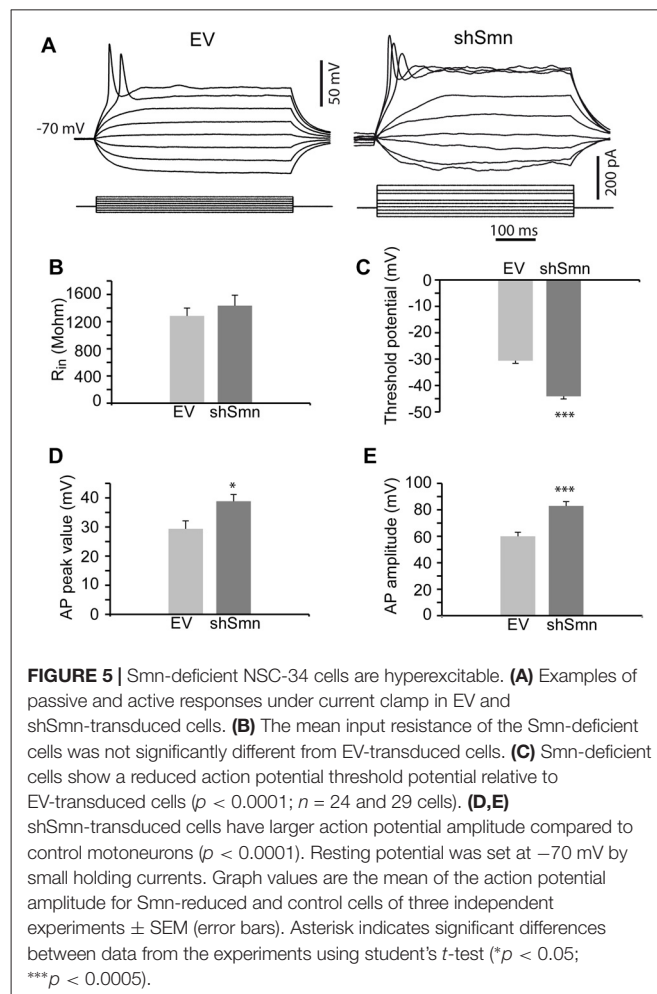 A
EV
shSmn
50 mV
-70 mV
200 pA
100 ms
B
R_in (Mohm)
1600
1200
800
400
0
EV
shSmn
C
Threshold potential (mV)
EV
shSmn
0
-10
-20
-30
-40
-50
***
D
AP peak value (mV)
40
30
20
10
0
*
EV
shSmn
E
AP amplitude (mV)
100
80
60
40
20
0
***
EV
shSmn
FIGURE 5 | Smn-deficient NSC-34 cells are hyperexcitable. (A) Examples of
passive and active responses under current clamp in EV and
shSmn-transduced cells. (B) The mean input resistance of the Smn-deficient
cells was not significantly different from EV-transduced cells. (C) Smn-deficient
cells show a reduced action potential threshold potential relative to
EV-transduced cells (p < 0.0001; n = 24 and 29 cells). (D,E)
shSmn-transduced cells have larger action potential amplitude compared to
control motoneurons (p < 0.0001). Resting potential was set at −70 mV by
small holding currents. Graph values are the mean of the action potential
amplitude for Smn-reduced and control cells of three independent
experiments ± SEM (error bars). Asterisk indicates significant differences
between data from the experiments using student's t-test (*p < 0.05;
***p < 0.0005).